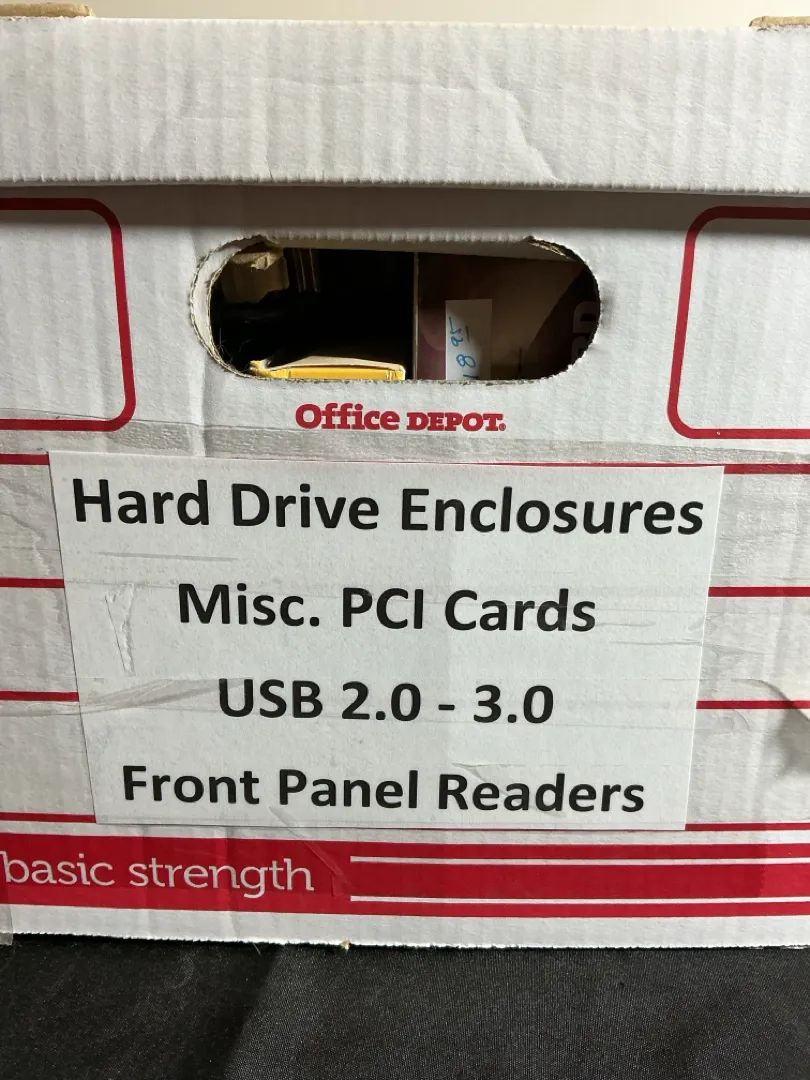 Office DEPOT.
Hard Drive Enclosures
Misc. PCI Cards
USB 2.0 - 3.0
Front Panel Readers
basic strength